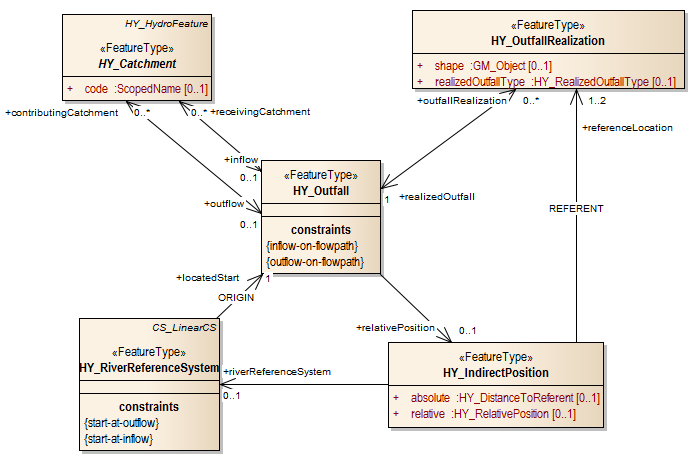 HY_HydroFeature
«FeatureType»
HY_Catchment
+ code :ScopedName [0..1]
«FeatureType»
HY_OutfallRealization
+ shape :GM_Object [0..1]
+ realizedOutfallType :HY_RealizedOutfallType [0..1]
+contributingCatchment
0..*
0..*
+receivingCatchment
+outfallRealization
0..*
1..2
+referenceLocation
+inflow
0..1
+outflow
0..1
«FeatureType»
HY_Outfall
constraints
{inflow-on-flowpath}
{outflow-on-flowpath}
1
+realizedOutfall
REFERENT
+locatedStart
1
ORIGIN
+relativePosition
0..1
CS_LinearCS
«FeatureType»
HY_RiverReferenceSystem
constraints
{start-at-outflow}
{start-at-inflow}
+riverReferenceSystem
0..1
«FeatureType»
HY_IndirectPosition
+ absolute :HY_DistanceToReferent [0..1]
+ relative :HY_RelativePosition [0..1]